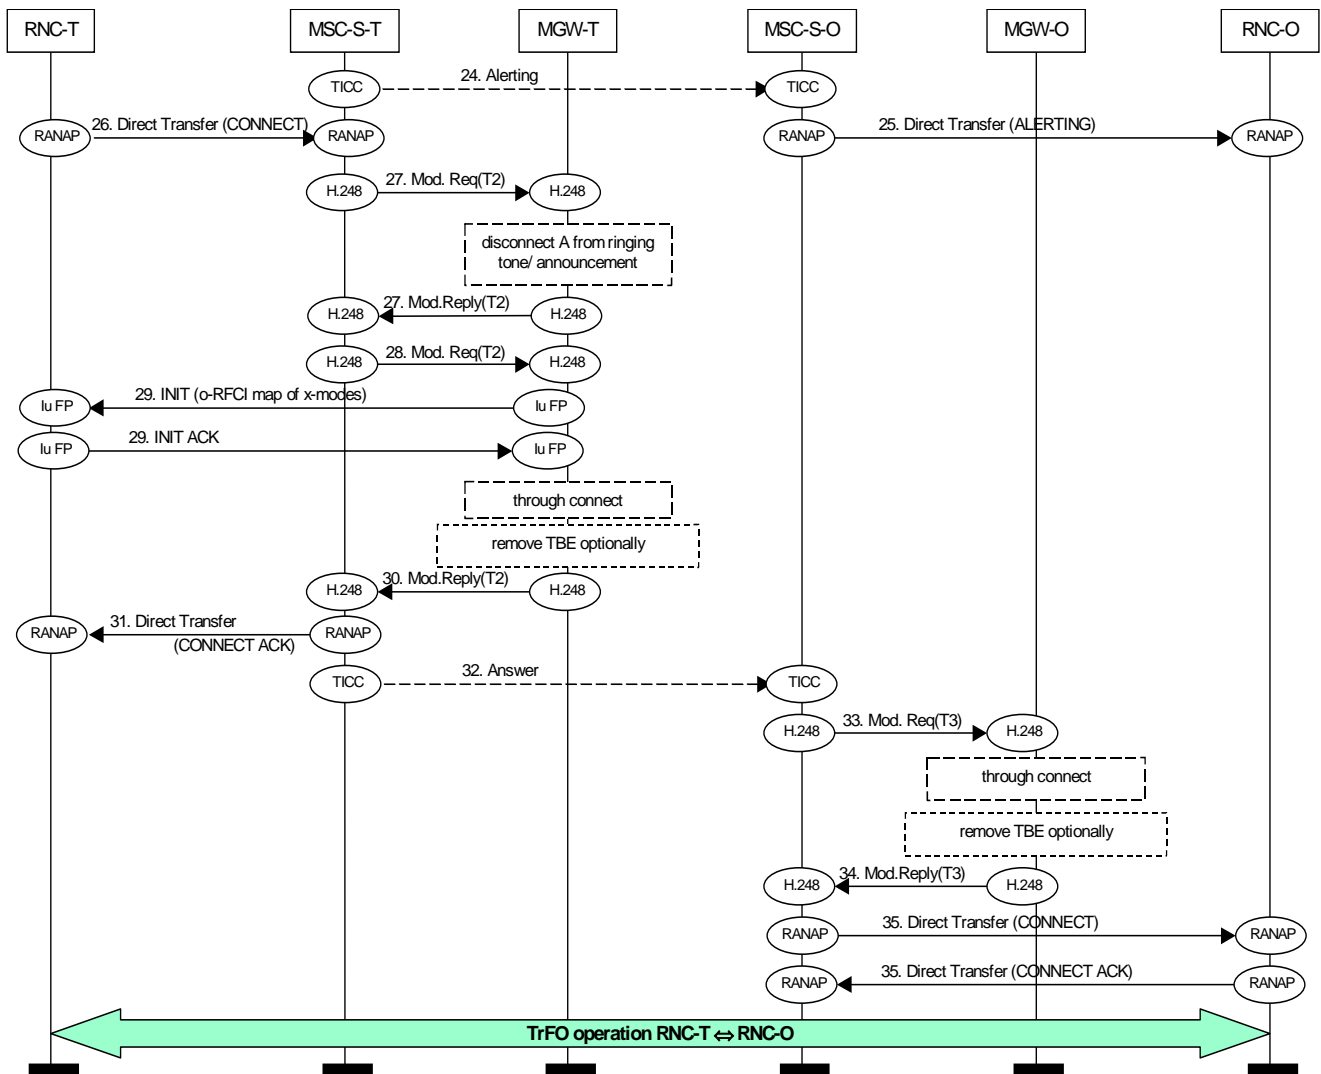 RNC-T
MSC-S-T
MGW-T
MSC-S-O
MGW-O
RNC-O
TICC
24. Alerting
TICC
RANAP
26. Direct Transfer (CONNECT)
RANAP
RANAP
25. Direct Transfer (ALERTING)
RANAP
H.248
27. Mod. Req(T2)
H.248
disconnect A from ringing
tone/ announcement
H.248
27. Mod.Reply(T2)
H.248
H.248
28. Mod. Req(T2)
H.248
Iu FP
29. INIT (o-RFCI map of x-modes)
Iu FP
Iu FP
29. INIT ACK
Iu FP
through connect
remove TBE optionally
H.248
30. Mod.Reply(T2)
H.248
RANAP
31. Direct Transfer
(CONNECT ACK)
RANAP
TICC
32. Answer
TICC
H.248
33. Mod. Req(T3)
H.248
through connect
remove TBE optionally
H.248
34. Mod.Reply(T3)
H.248
RANAP
35. Direct Transfer (CONNECT)
RANAP
RANAP
35. Direct Transfer (CONNECT ACK)
RANAP
TrFO operation RNC-T ⇔ RNC-O